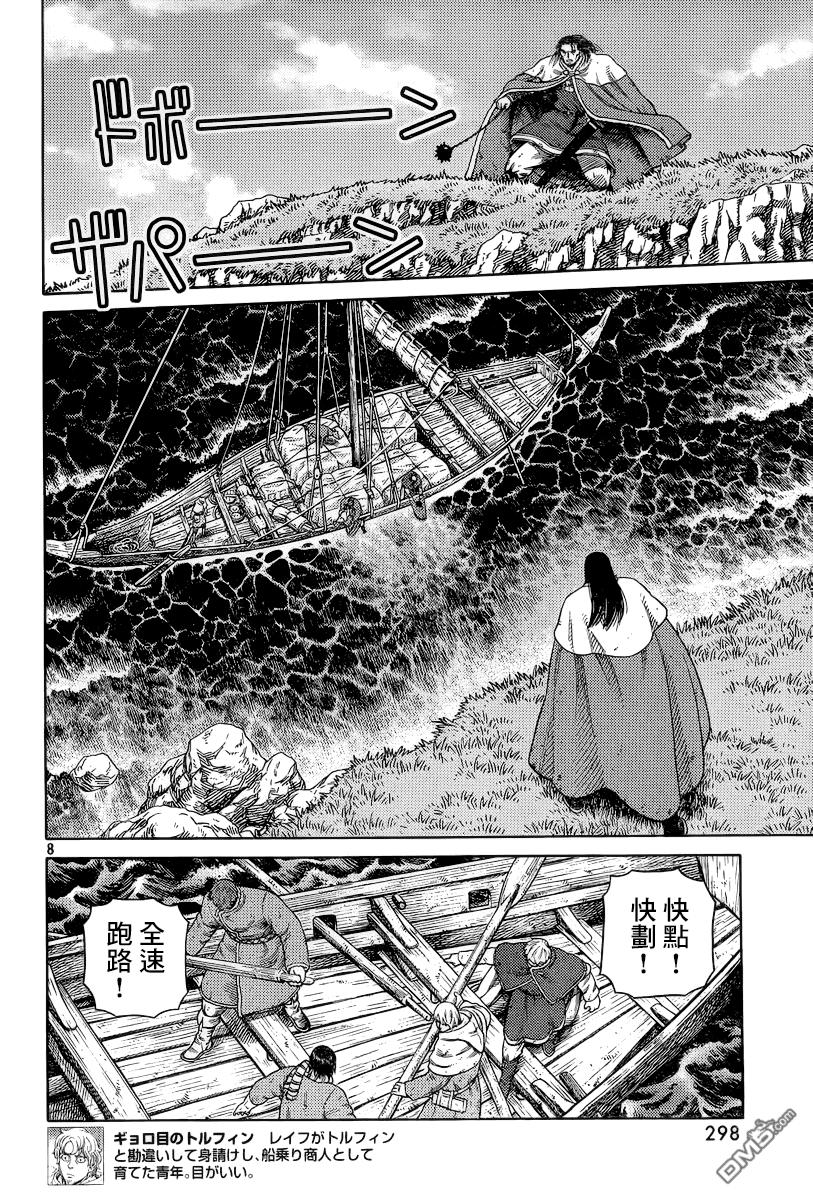 ドボーーン
ザパーーン
8
快點！
快劃！
全速
跑路！
298
ギョロ目のトルフィン　レイフがトルフィン
と勘違いして身請けし、船乗り商人として
育てた青年。目がいい。
DM5.com